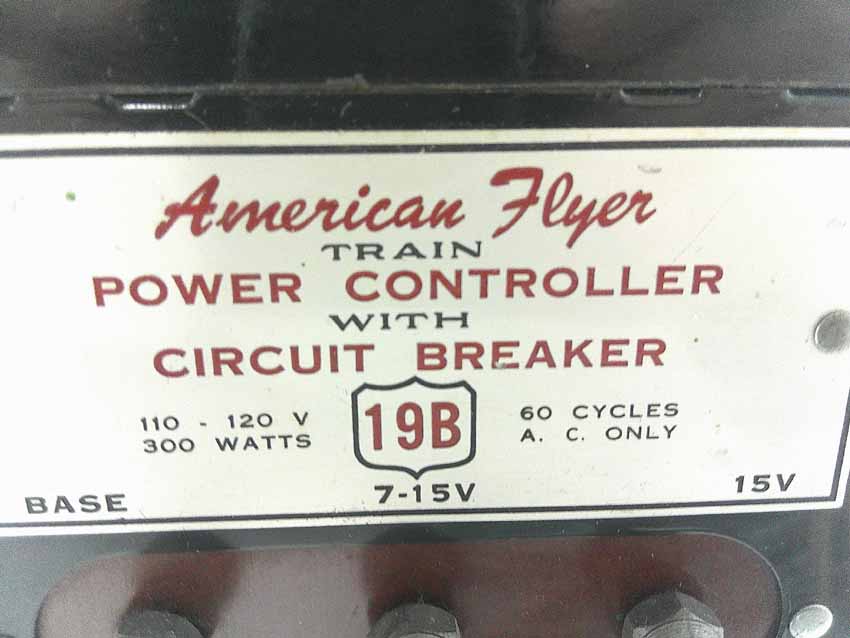 American Flyer
TRAIN
POWER CONTROLLER
WITH
CIRCUIT BREAKER
110 - 120 V
300 WATTS
19B
60 CYCLES
A. C. ONLY
BASE
7-15V
15V